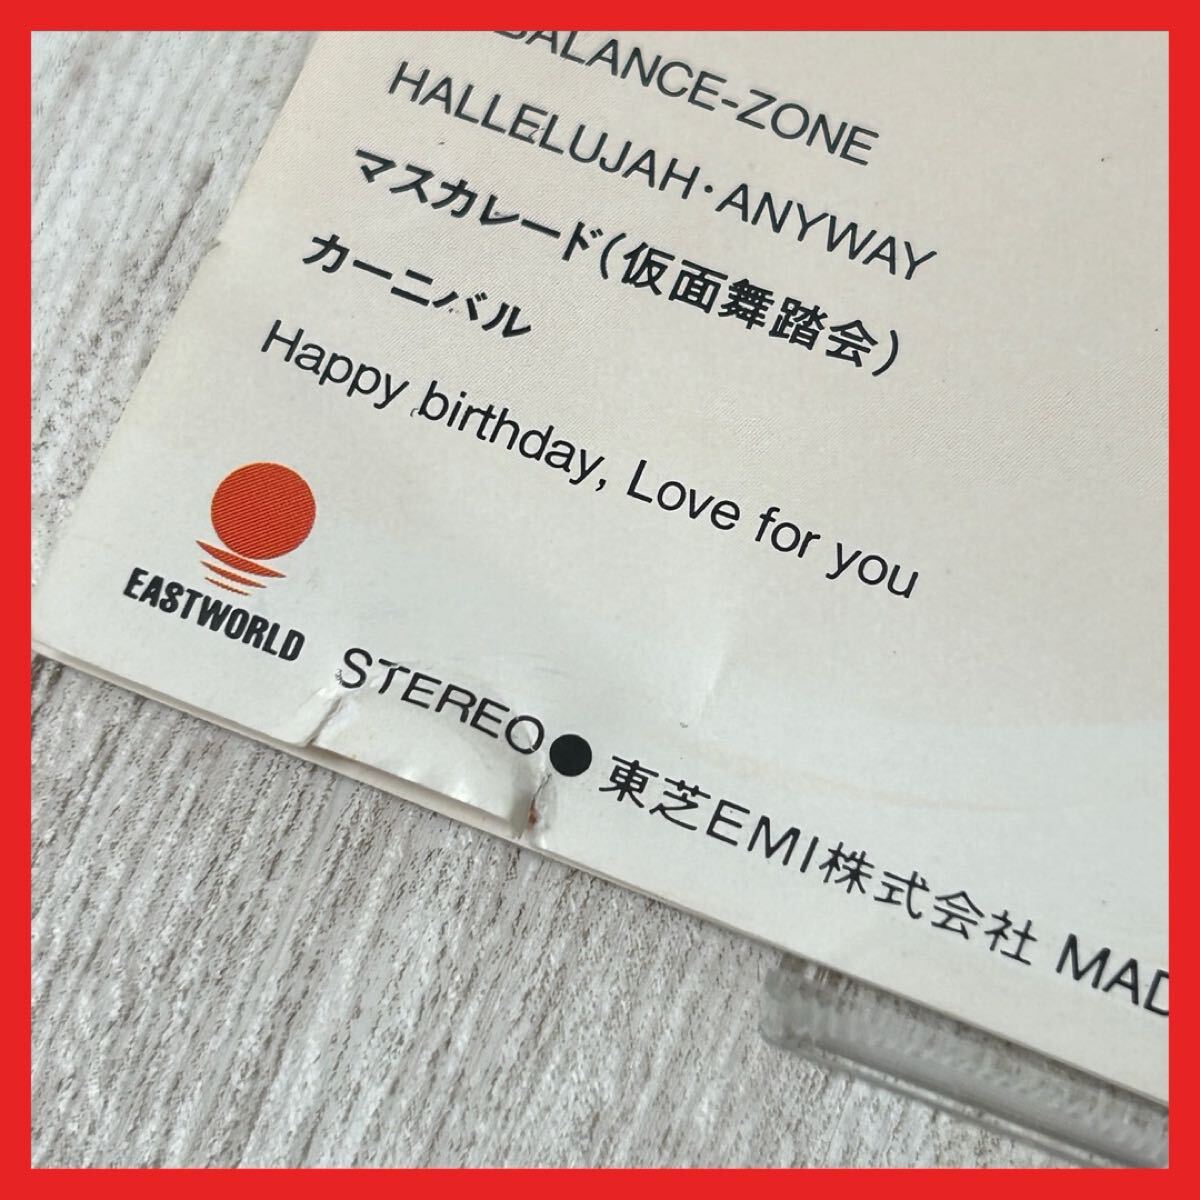 BALANCE-ZONE
HALLELUJAH・ANYWAY
マスカレード(仮面舞踏会)
カーニバル
Happy birthday, Love for you
EASTWORLD
STEREO● 東芝EMI株式会社 MAD